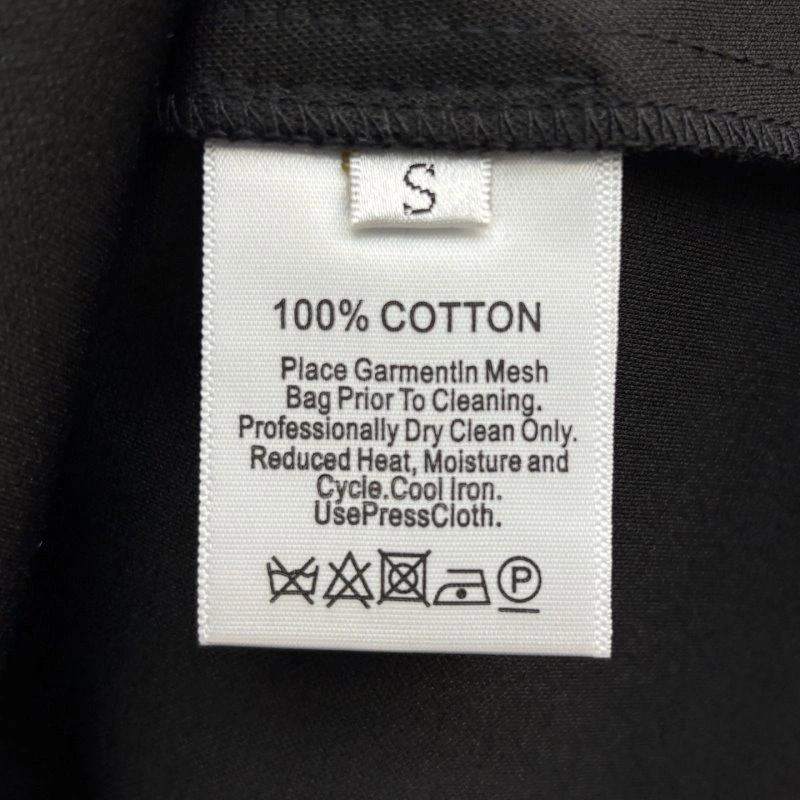 S
100% COTTON
Place GarmentIn Mesh
Bag Prior To Cleaning.
Professionally Dry Clean Only.
Reduced Heat, Moisture and
Cycle.Cool Iron.
UsePressCloth.
P